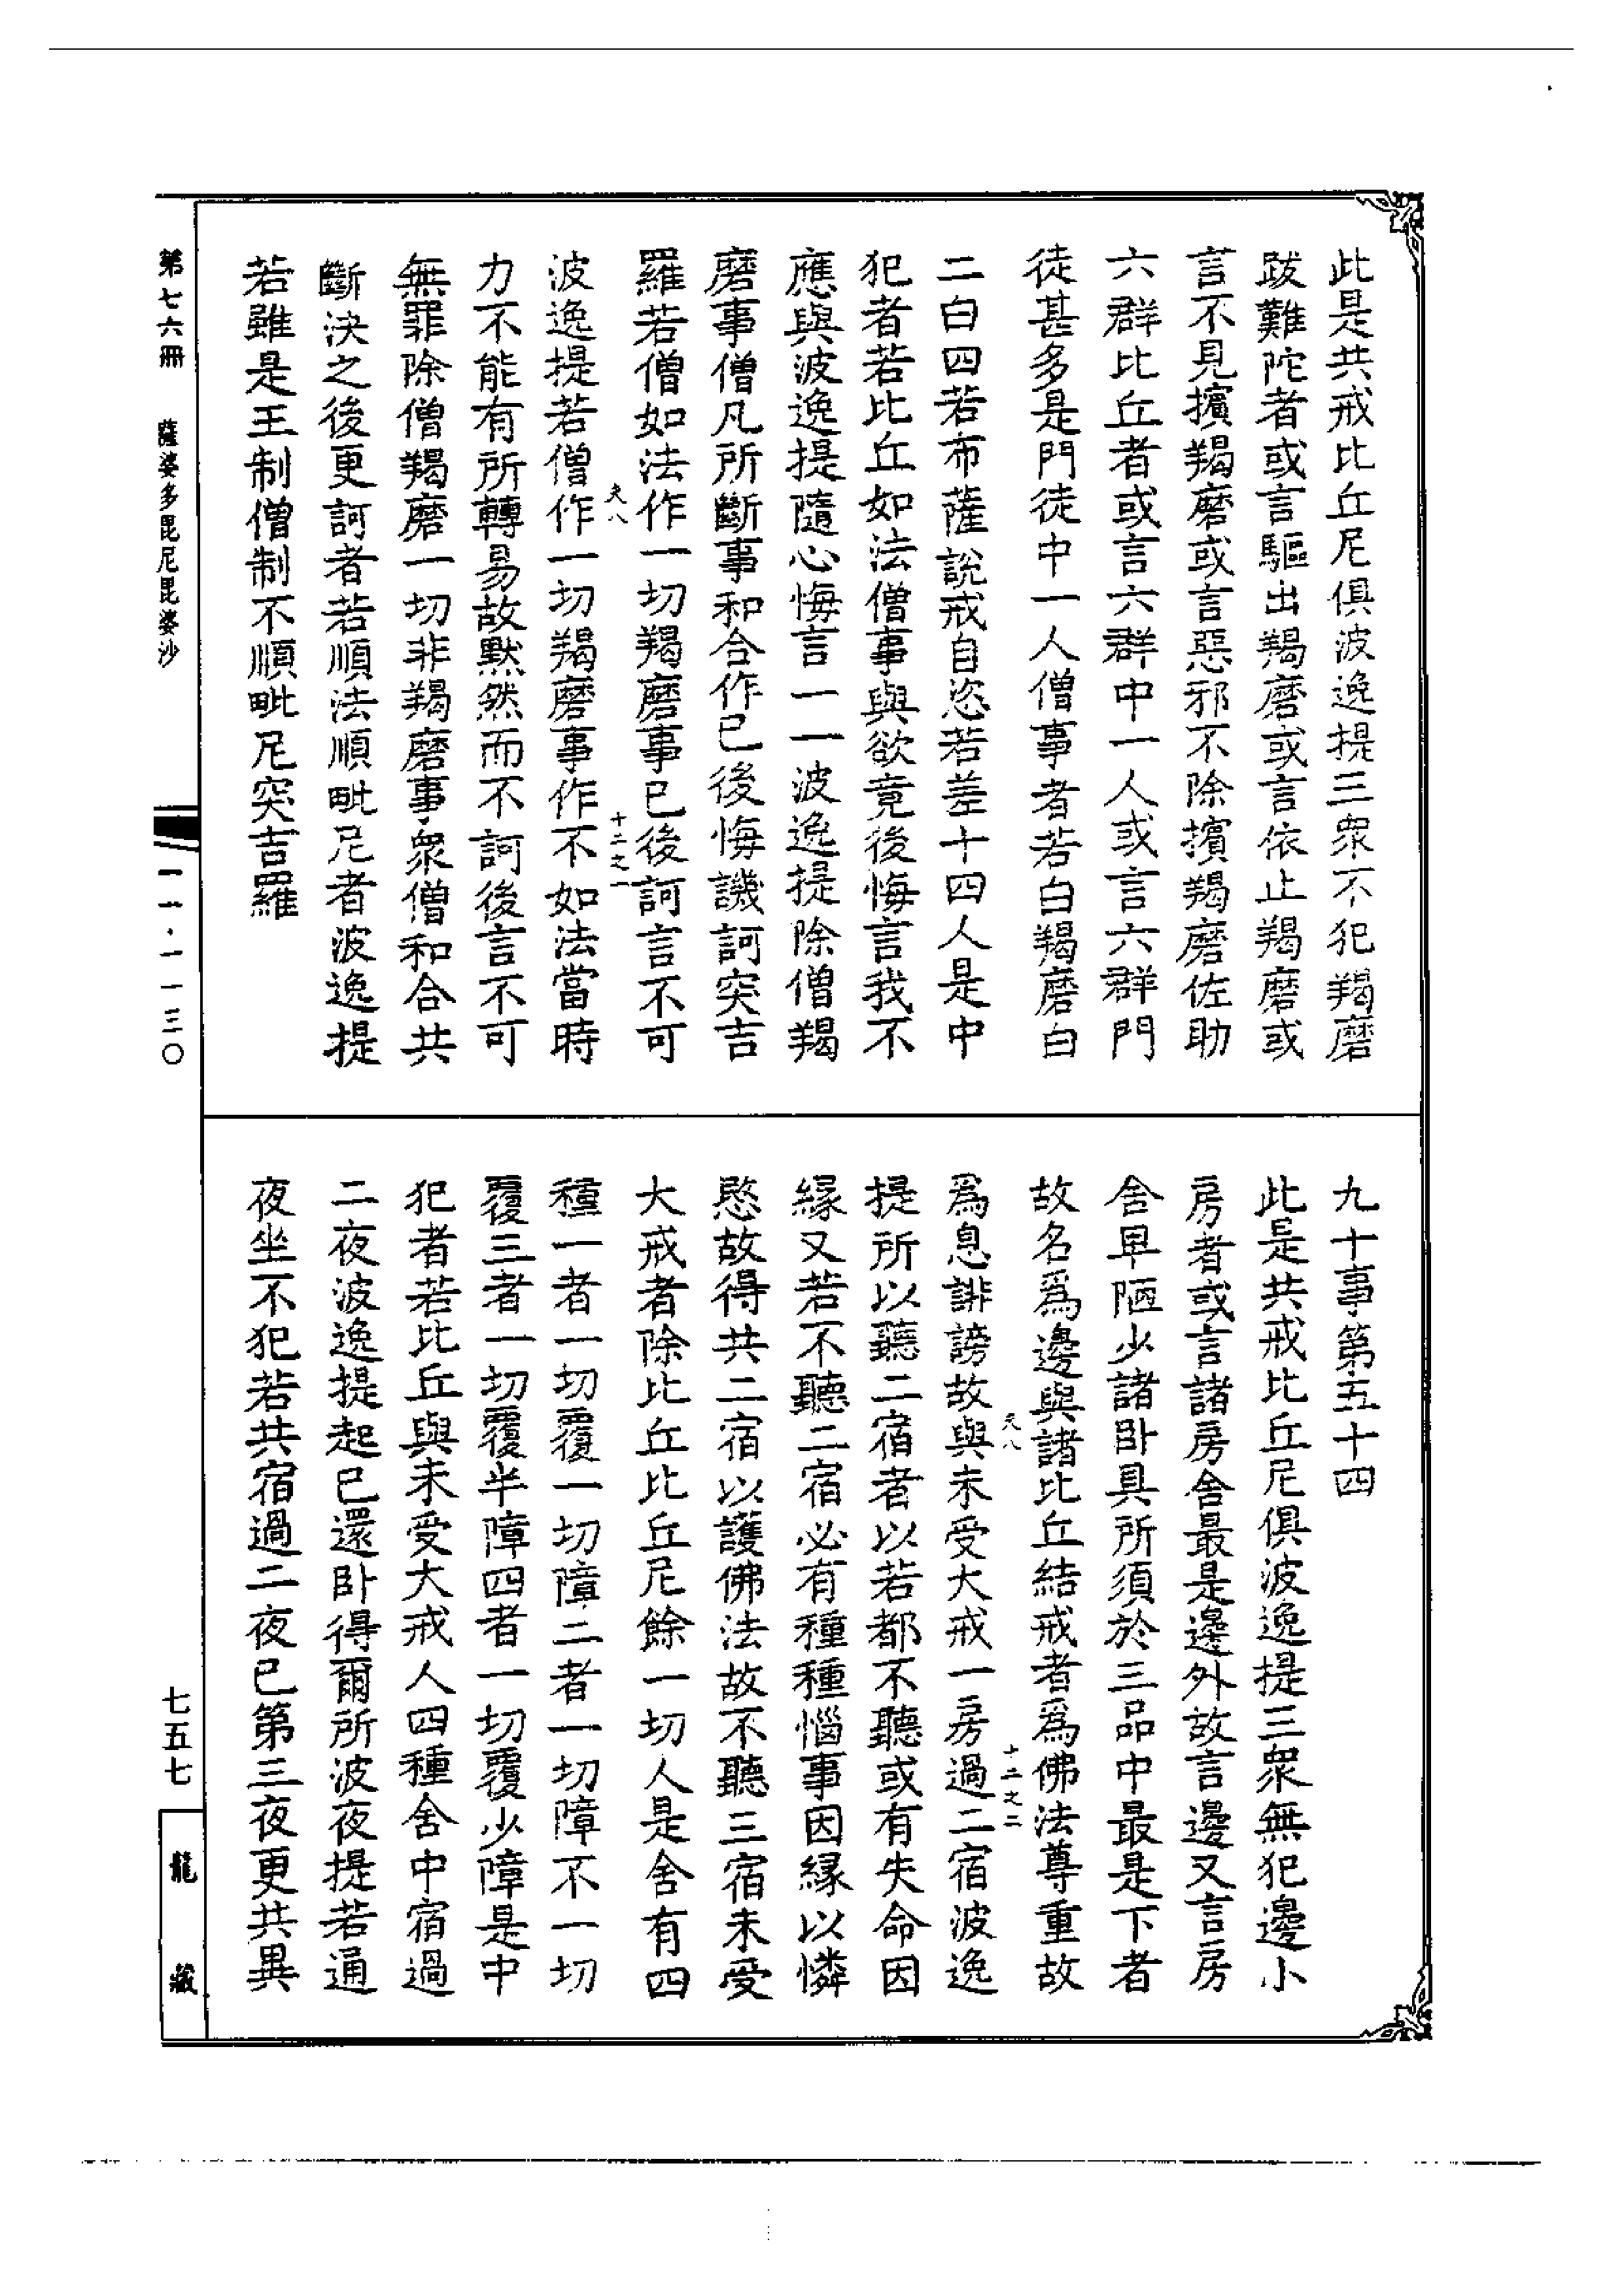 此是共戒比丘尼俱波逸提三衆不犯羯磨
跋難陀者或言驅出羯磨或言依止羯磨或
言不見擯羯磨或言惡邪不除擯羯磨佐助
六群比丘者或言六群中一人或言六群門
徒甚多是門徒中一人僧事者若白羯磨白
二白四若布薩說戒自恣若差十四人是中
犯者若比丘如法僧事與欲竟後悔言我不
應與波逸提隨心悔言一一波逸提除僧羯
磨事僧凡所斷事和合作已後悔譏訶突吉
羅若僧如法作一切羯磨事已後訶言不可
夫八
十二之一
波逸提若僧作一切羯磨事作不如法當時
力不能有所轉易故默然而不訶後言不可
無罪除僧羯磨一切非羯磨事衆僧和合共
斷決之後更訶者若順法順毗尼者波逸提
若雖是王制僧制不順毗尼突吉羅
九十事第五十四
此是共戒比丘尼俱波逸提三衆無犯邊小
房者或言諸房舍最是邊外故言邊又言房
舍卑陋少諸臥具所須於三品中最是下者
故名爲邊與諸比丘結戒者爲佛法尊重故
夫八
十二之二
爲息誹謗故與未受大戒一房過二宿波逸
提所以聽二宿者以若都不聽或有失命因
緣又若不聽二宿必有種種惱事因緣以憐
愍故得共二宿以護佛法故不聽三宿未受
大戒者除比丘比丘尼餘一切人是舍有四
種一者一切覆一切障二者一切障不一切
覆三者一切覆半障四者一切覆少障是中
犯者若比丘與未受大戒人四種舍中宿過
二夜波逸提起已還臥得爾所波夜提若通
夜坐不犯若共宿過二夜已第三夜更共異
第七六冊
薩婆多毘尼毘婆沙
一一·一一三〇
七五七
龍藏